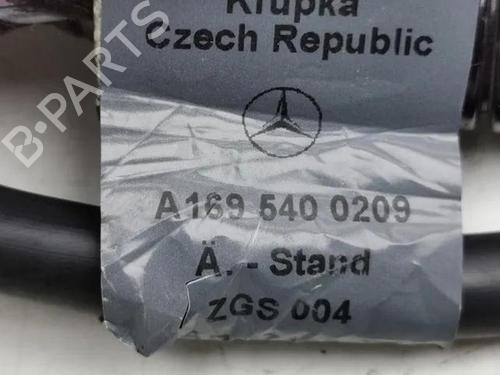 Krupka
Czech Republic
A169 540 0209
Ä. - Stand
ZGS 004
B-PARTS